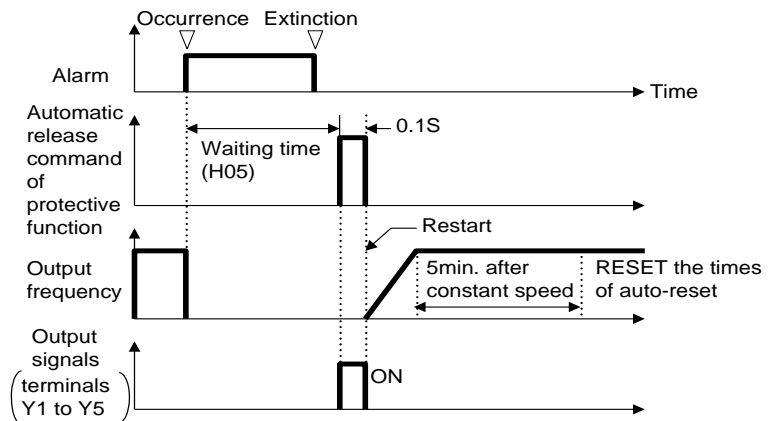 Occurrence Extinction
Alarm
Time
Automatic
release
command
of
protective
function
Waiting time
(H05)
0.1S
Restart
Output
frequency
5min. after
constant speed
RESET the times
of auto-reset
Output
signals
(terminals
Y1 to Y5)
ON